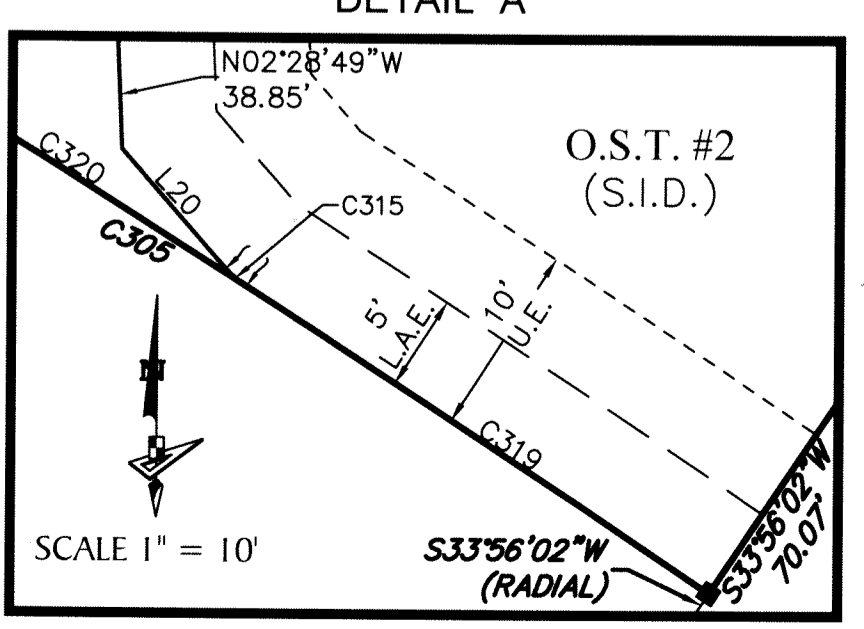 DETAIL "A"
N02°28'49"W
38.85'
O.S.T. #2
(S.I.D.)
C320
L20
C315
C305
5'
L.A.E.
10'
U.E.
N
C319
SCALE 1" = 10'
S33°56'02"W
(RADIAL)
S33°56'02"W
70.07'